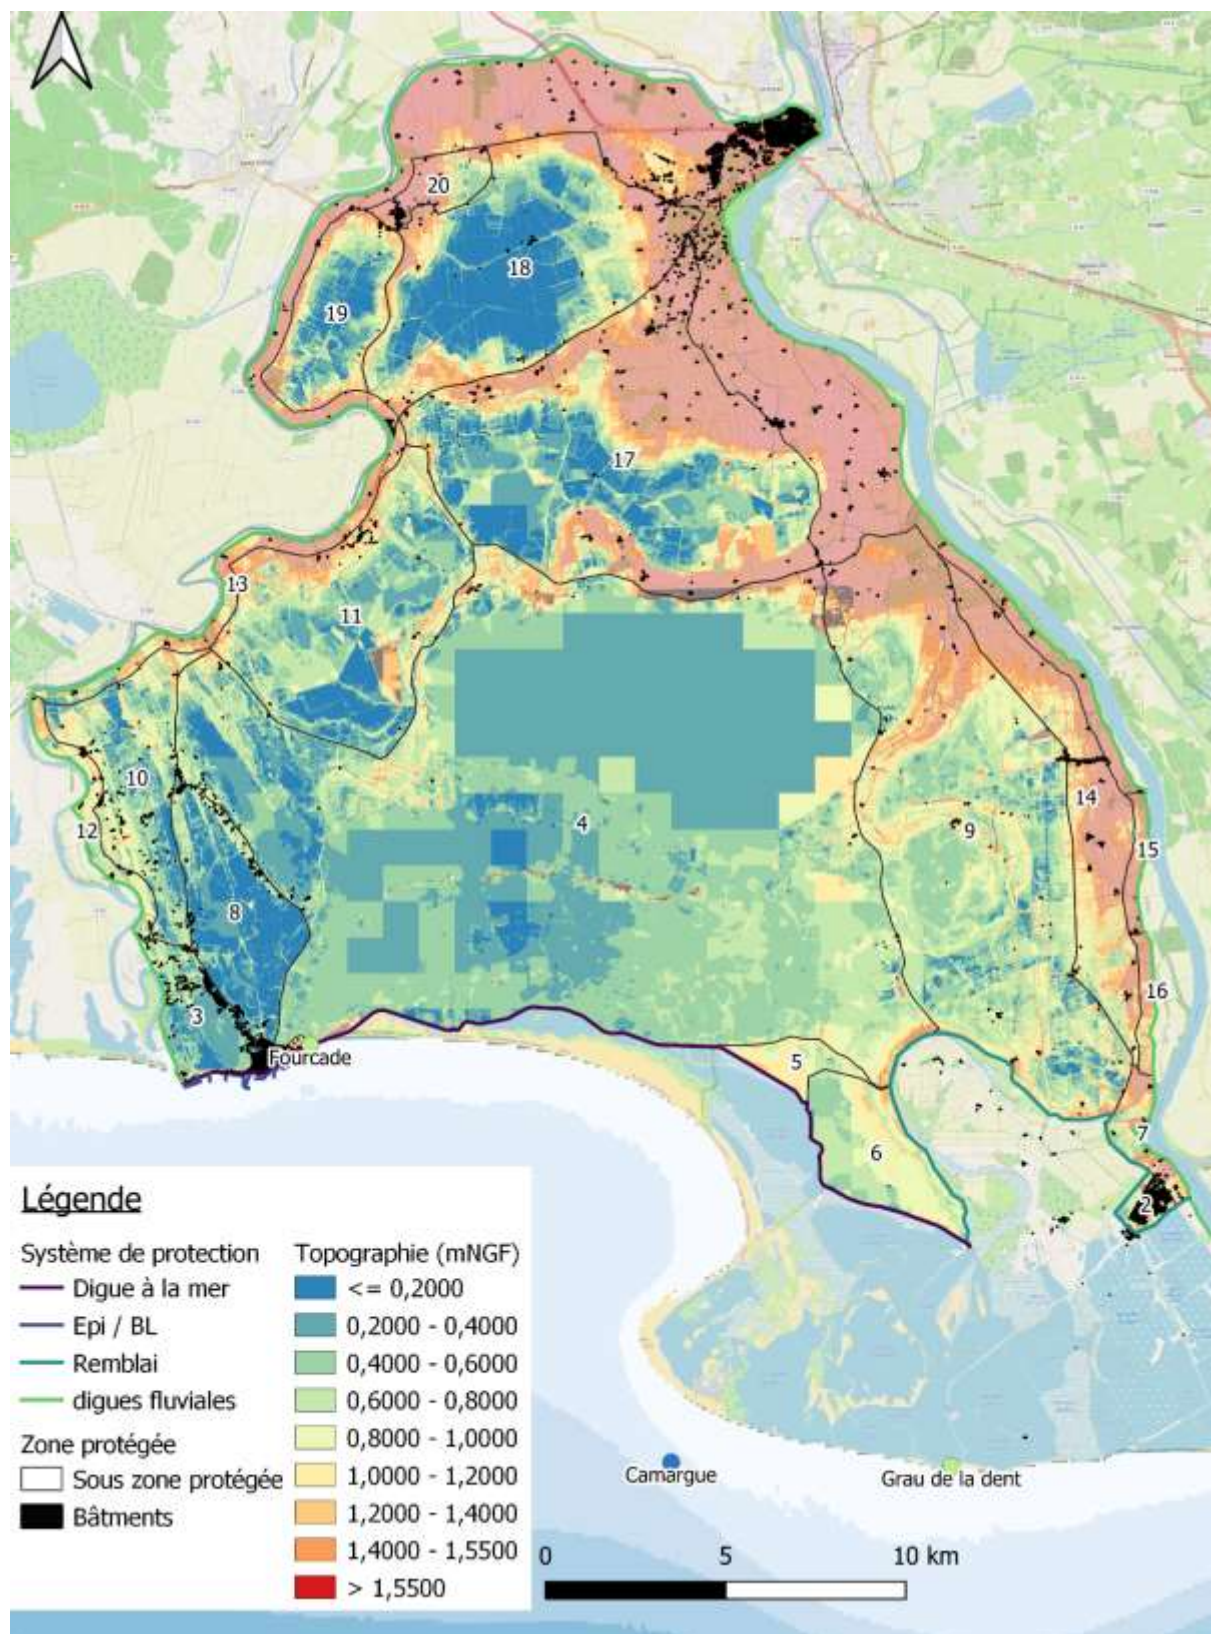 20
18
19
17
13
11
10
4
14
12
9
15
8
16
3
Fourcade
5
7
6
2
Légende
Système de protection
Digue à la mer
Epi / BL
Remblai
digues fluviales
Zone protégée
Sous zone protégée
Bâtments
Topographie (mNGF)
<= 0,2000
0,2000 - 0,4000
0,4000 - 0,6000
0,6000 - 0,8000
0,8000 - 1,0000
1,0000 - 1,2000
1,2000 - 1,4000
1,4000 - 1,5500
> 1,5500
Camargue
Grau de la dent
0 5 10 km